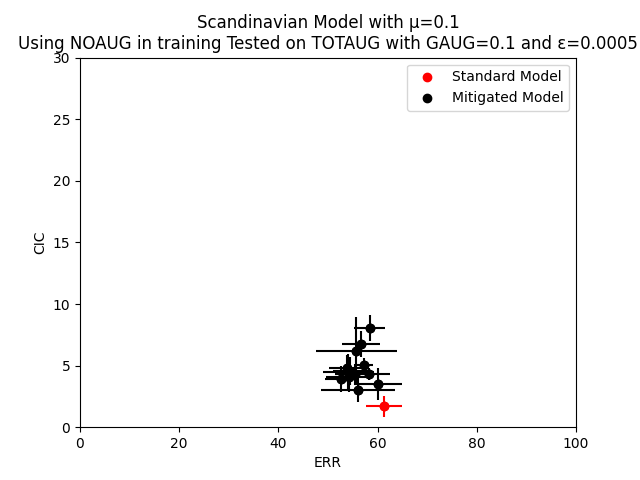 Scandinavian Model with μ=0.1
Using NOAUG in training Tested on TOTAUG with GAUG=0.1 and ε=0.0005
Standard Model
Mitigated Model
30
25
20
15
10
5
0
CIC
0 20 40 60 80 100
ERR